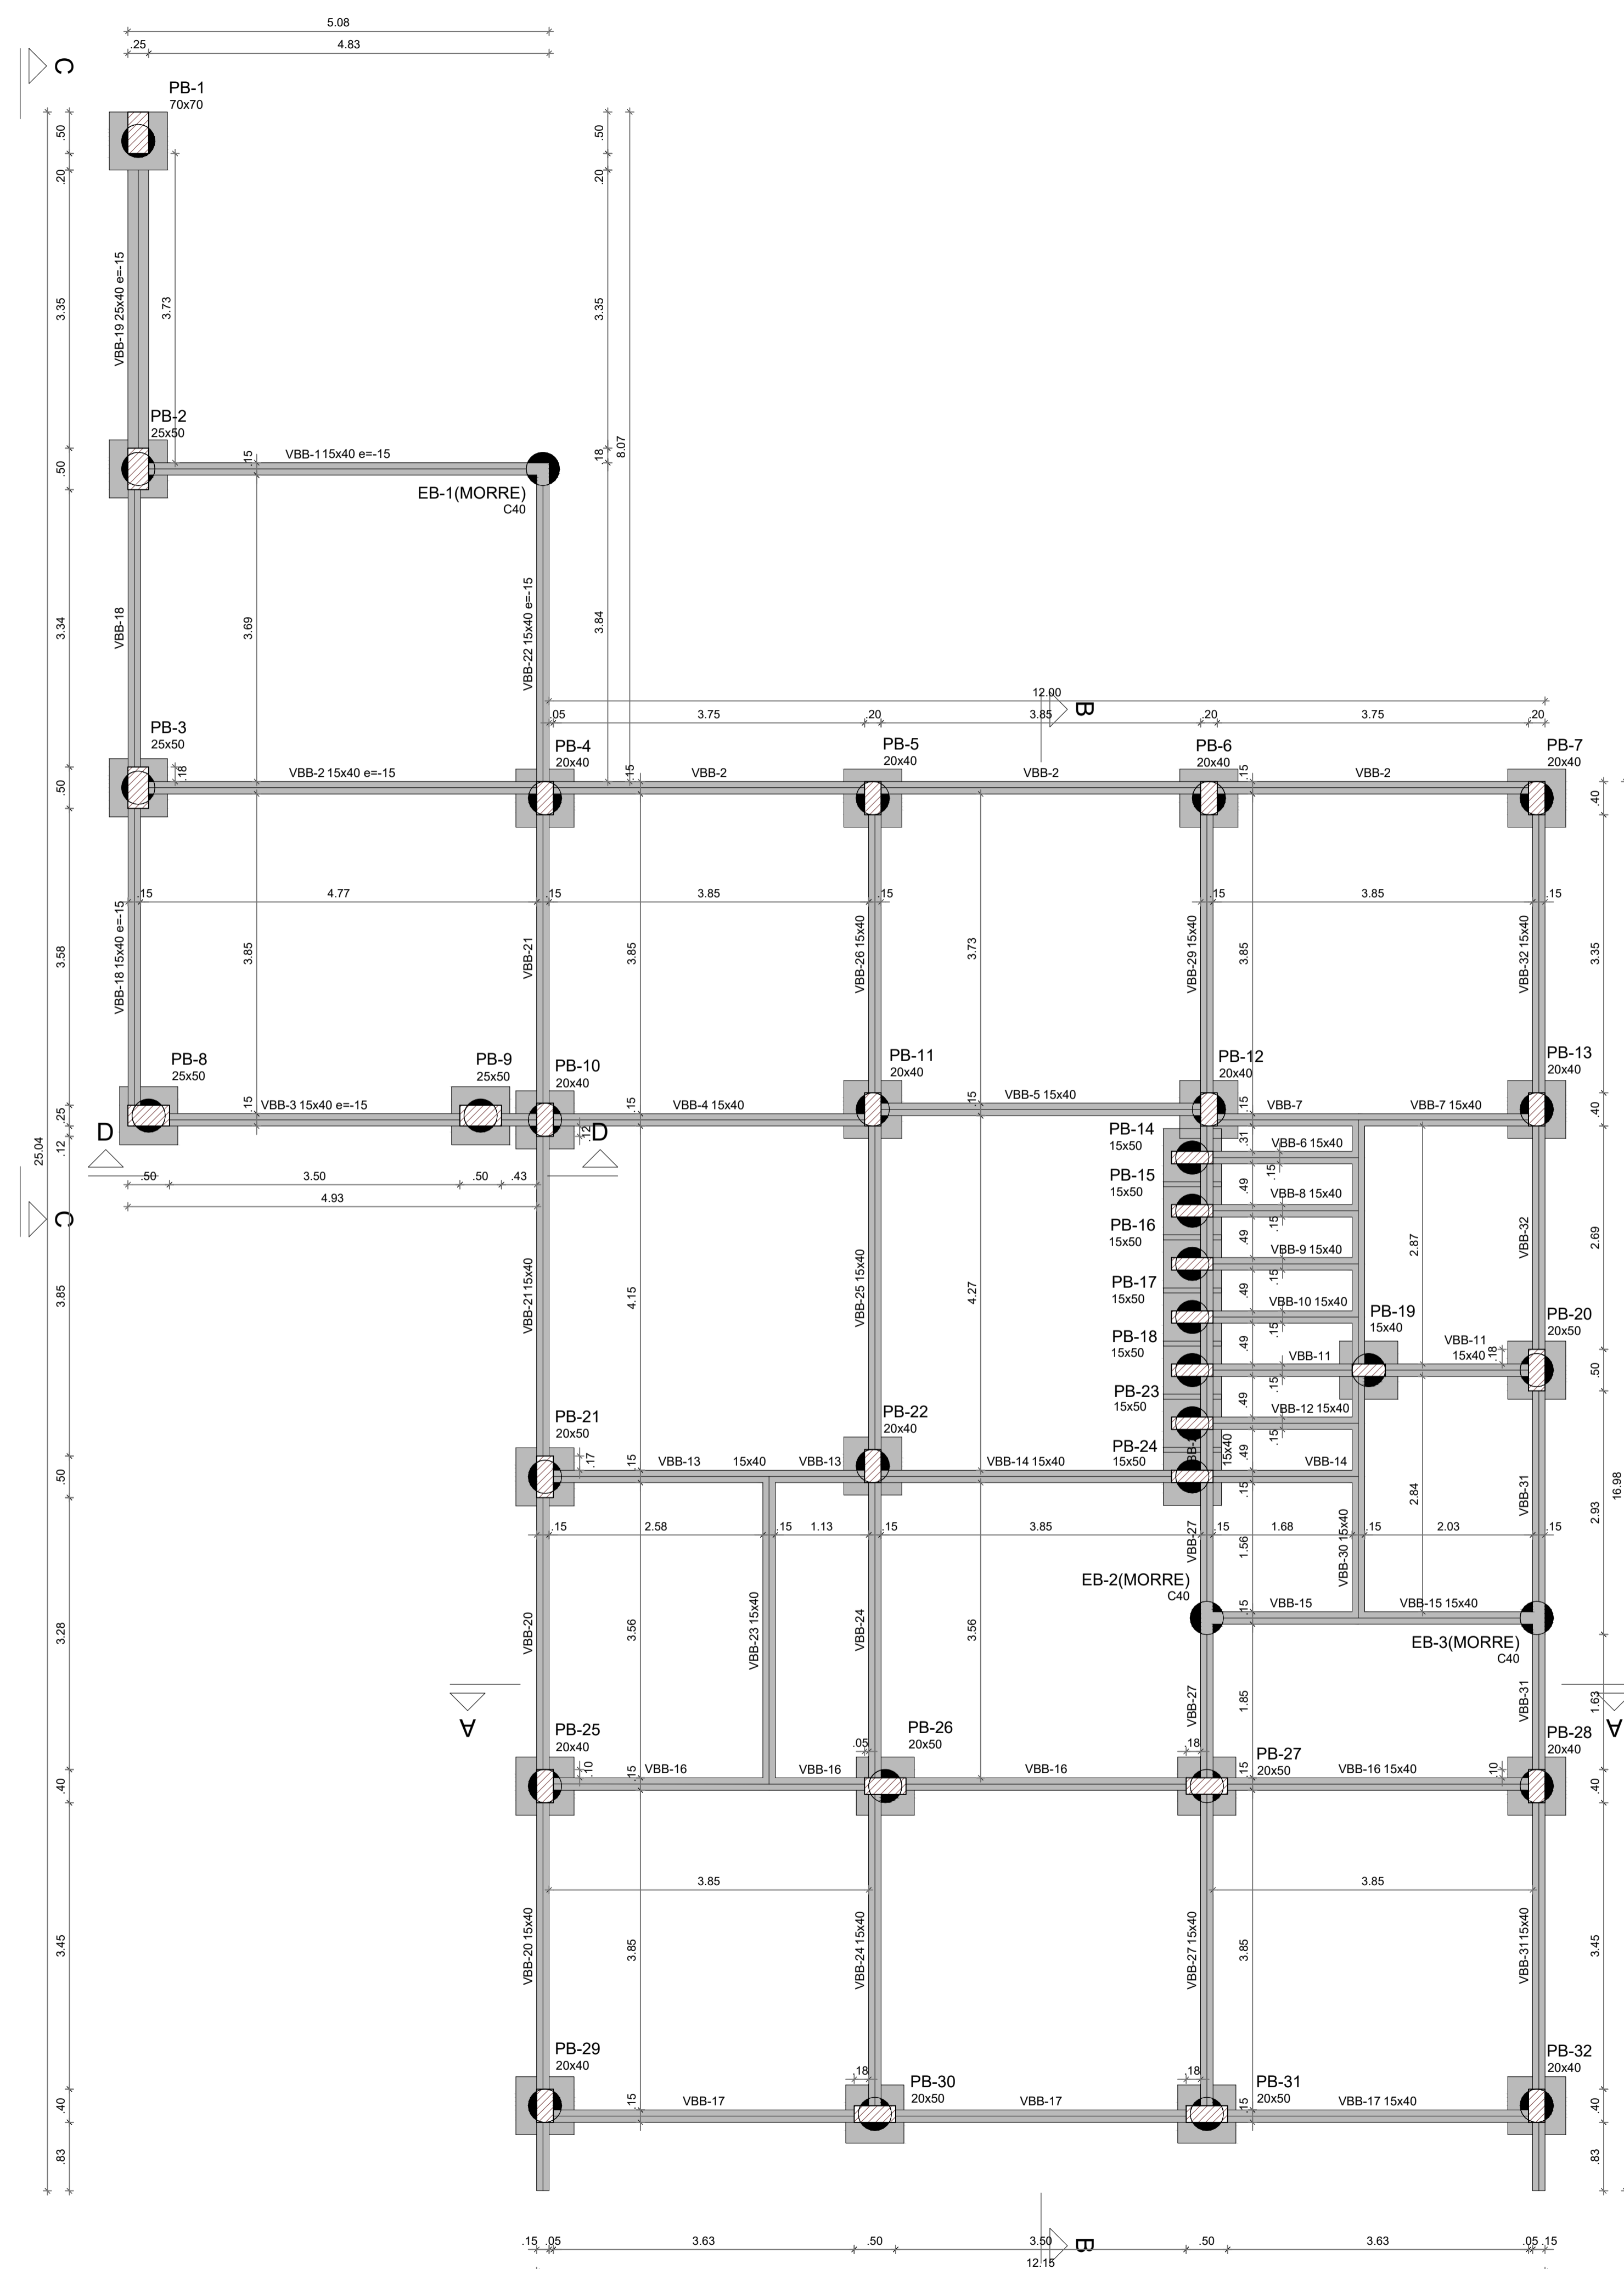 5.08
.25
4.83
C
PB-1
70x70
.50
.20
3.35
VBB-19 25x40 e=-15
3.73
.50
.20
3.35
8.07
PB-2
25x50
.50
.15
VBB-1 15x40 e=-15
.18
EB-1(MORRE)
C40
3.34
VBB-18
3.69
VBB-22 15x40 e=-15
3.84
12.00
B
.05
3.75
.20
3.85
.20
3.75
.20
PB-3
25x50
.18
.50
VBB-2 15x40 e=-15
PB-4
20x40
.15
VBB-2
PB-5
20x40
VBB-2
PB-6
20x40
.15
VBB-2
PB-7
20x40
.40
.15
4.77
.15
3.85
.15
.15
3.85
.15
3.58
VBB-18 15x40 e=-15
3.85
VBB-21
3.85
VBB-26 15x40
3.73
VBB-29 15x40
3.85
VBB-32 15x40
3.35
PB-8
25x50
PB-9
25x50
PB-10
20x40
PB-11
20x40
PB-12
20x40
PB-13
20x40
.25
.15
VBB-3 15x40 e=-15
.15
VBB-4 15x40
.15
VBB-5 15x40
.15
VBB-7
VBB-7 15x40
.40
25.04
.12
D
.12
D
.50
3.50
.50
.43
4.93
C
PB-14
15x50
.31
VBB-6 15x40
.15
PB-15
15x50
.49
VBB-8 15x40
.15
PB-16
15x50
.49
VBB-9 15x40
.15
PB-17
15x50
.49
VBB-10 15x40
.15
PB-18
15x50
.49
VBB-11
.15
PB-19
15x40
VBB-11
15x40
.18
PB-20
20x50
.50
2.87
VBB-32
2.69
3.85
VBB-21 15x40
4.15
VBB-25 15x40
4.27
PB-23
15x50
.49
VBB-12 15x40
.15
PB-21
20x50
.17
.50
.15
VBB-13
15x40
VBB-13
PB-22
20x40
VBB-14 15x40
PB-24
15x50
15x40
.49
VBB-14
.15
2.84
VBB-31
2.93
16.98
.15
2.58
.15
1.13
.15
3.85
.15
1.68
.15
2.03
.15
VBB-27
1.56
VBB-30 15x40
EB-2(MORRE)
C40
.15
VBB-15
VBB-15 15x40
EB-3(MORRE)
C40
3.28
VBB-20
3.56
VBB-23 15x40
VBB-24
3.56
VBB-27
1.85
VBB-31
1.63
A
A
PB-25
20x40
.10
.40
.15
VBB-16
VBB-16
.05
PB-26
20x50
VBB-16
.18
.15
PB-27
20x50
VBB-16 15x40
.10
PB-28
20x40
.40
3.85
3.85
3.45
VBB-20 15x40
3.85
VBB-24 15x40
VBB-27 15x40
3.85
VBB-31 15x40
3.45
PB-29
20x40
.40
.15
VBB-17
.18
PB-30
20x50
VBB-17
.18
.15
PB-31
20x50
VBB-17 15x40
PB-32
20x40
.40
.83
.83
.15
.05
3.63
.50
3.50
B
.50
3.63
.05
.15
12.15